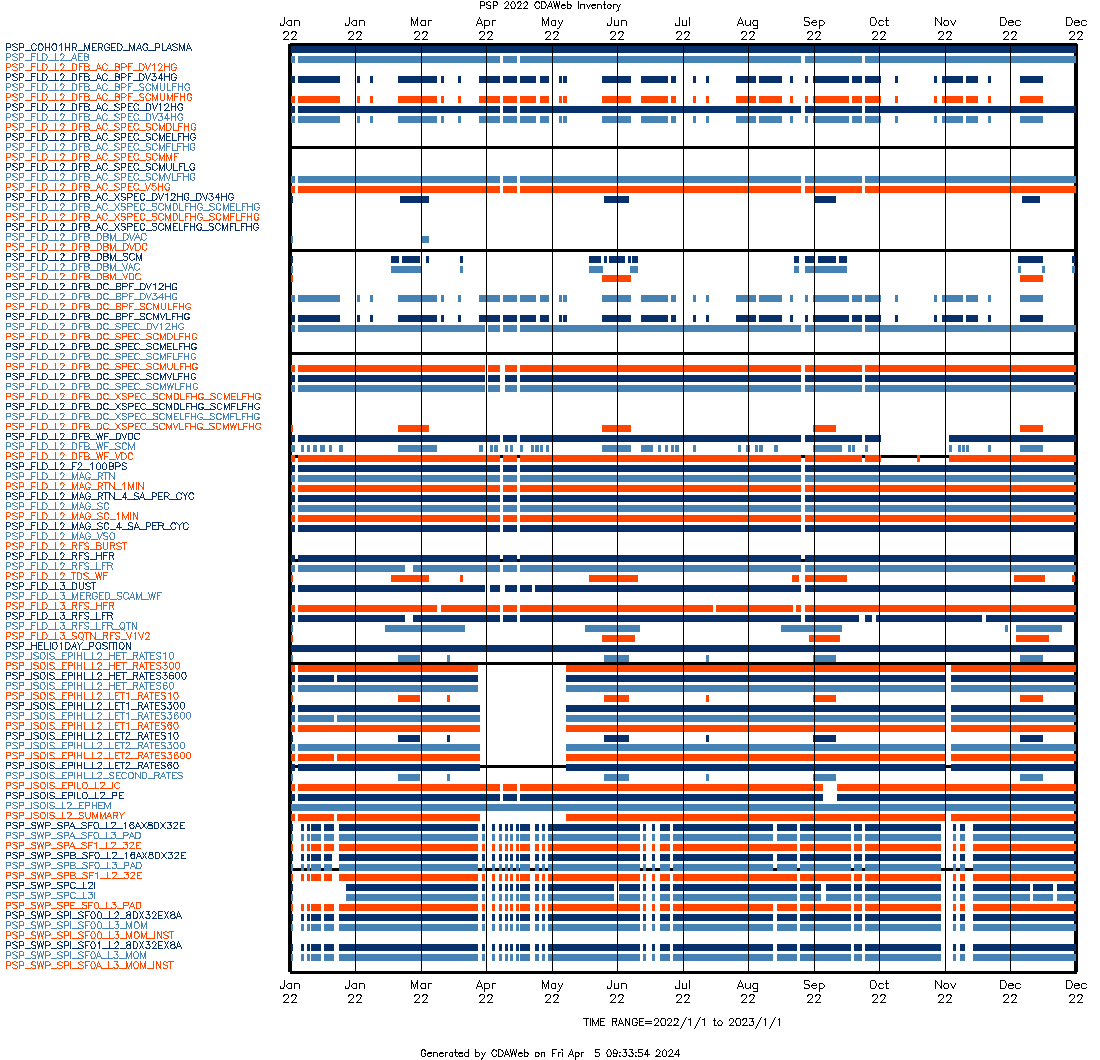 PSP 2022 CDAWeb Inventory
Jan Jan Mar Apr May Jun Jul Aug Sep Oct Nov Dec Dec
22 22 22 22 22 22 22 22 22 22 22 22 22
PSP_COHO1HR_MERGED_MAG_PLASMA
PSP_FLD_L2_AEB
PSP_FLD_L2_DFB_AC_BPF_DV12HG
PSP_FLD_L2_DFB_AC_BPF_DV34HG
PSP_FLD_L2_DFB_AC_BPF_SCMULFHG
PSP_FLD_L2_DFB_AC_BPF_SCMUMFHG
PSP_FLD_L2_DFB_AC_SPEC_DV12HG
PSP_FLD_L2_DFB_AC_SPEC_DV34HG
PSP_FLD_L2_DFB_AC_SPEC_SCMDLFHG
PSP_FLD_L2_DFB_AC_SPEC_SCMELFHG
PSP_FLD_L2_DFB_AC_SPEC_SCMFLFHG
PSP_FLD_L2_DFB_AC_SPEC_SCMMF
PSP_FLD_L2_DFB_AC_SPEC_SCMULFLG
PSP_FLD_L2_DFB_AC_SPEC_SCMVLFHG
PSP_FLD_L2_DFB_AC_SPEC_V5HG
PSP_FLD_L2_DFB_AC_XSPEC_DV12HG_DV34HG
PSP_FLD_L2_DFB_AC_XSPEC_SCMDLFHG_SCMELFHG
PSP_FLD_L2_DFB_AC_XSPEC_SCMDLFHG_SCMFLFHG
PSP_FLD_L2_DFB_AC_XSPEC_SCMELFHG_SCMFLFHG
PSP_FLD_L2_DFB_DBM_DVAC
PSP_FLD_L2_DFB_DBM_DVDC
PSP_FLD_L2_DFB_DBM_SCM
PSP_FLD_L2_DFB_DBM_VAC
PSP_FLD_L2_DFB_DBM_VDC
PSP_FLD_L2_DFB_DC_BPF_DV12HG
PSP_FLD_L2_DFB_DC_BPF_DV34HG
PSP_FLD_L2_DFB_DC_BPF_SCMULFHG
PSP_FLD_L2_DFB_DC_BPF_SCMVLFHG
PSP_FLD_L2_DFB_DC_SPEC_DV12HG
PSP_FLD_L2_DFB_DC_SPEC_SCMDLFHG
PSP_FLD_L2_DFB_DC_SPEC_SCMELFHG
PSP_FLD_L2_DFB_DC_SPEC_SCMFLFHG
PSP_FLD_L2_DFB_DC_SPEC_SCMULFHG
PSP_FLD_L2_DFB_DC_SPEC_SCMVLFHG
PSP_FLD_L2_DFB_DC_SPEC_SCMWLFHG
PSP_FLD_L2_DFB_DC_XSPEC_SCMDLFHG_SCMELFHG
PSP_FLD_L2_DFB_DC_XSPEC_SCMDLFHG_SCMFLFHG
PSP_FLD_L2_DFB_DC_XSPEC_SCMELFHG_SCMFLFHG
PSP_FLD_L2_DFB_DC_XSPEC_SCMVLFHG_SCMWLFHG
PSP_FLD_L2_DFB_WF_DVDC
PSP_FLD_L2_DFB_WF_SCM
PSP_FLD_L2_DFB_WF_VDC
PSP_FLD_L2_F2_100BPS
PSP_FLD_L2_MAG_RTN
PSP_FLD_L2_MAG_RTN_1MIN
PSP_FLD_L2_MAG_RTN_4_SA_PER_CYC
PSP_FLD_L2_MAG_SC
PSP_FLD_L2_MAG_SC_1MIN
PSP_FLD_L2_MAG_SC_4_SA_PER_CYC
PSP_FLD_L2_MAG_VSO
PSP_FLD_L2_RFS_BURST
PSP_FLD_L2_RFS_HFR
PSP_FLD_L2_RFS_LFR
PSP_FLD_L2_TDS_WF
PSP_FLD_L3_DUST
PSP_FLD_L3_MERGED_SCAM_WF
PSP_FLD_L3_RFS_HFR
PSP_FLD_L3_RFS_LFR
PSP_FLD_L3_RFS_LFR_QTN
PSP_FLD_L3_SQTN_RFS_V1V2
PSP_HELIO1DAY_POSITION
PSP_ISOIS_EPIHI_L2_HET_RATES10
PSP_ISOIS_EPIHI_L2_HET_RATES300
PSP_ISOIS_EPIHI_L2_HET_RATES3600
PSP_ISOIS_EPIHI_L2_HET_RATES60
PSP_ISOIS_EPIHI_L2_LET1_RATES10
PSP_ISOIS_EPIHI_L2_LET1_RATES300
PSP_ISOIS_EPIHI_L2_LET1_RATES3600
PSP_ISOIS_EPIHI_L2_LET1_RATES60
PSP_ISOIS_EPIHI_L2_LET2_RATES10
PSP_ISOIS_EPIHI_L2_LET2_RATES300
PSP_ISOIS_EPIHI_L2_LET2_RATES3600
PSP_ISOIS_EPIHI_L2_LET2_RATES60
PSP_ISOIS_EPIHI_L2_SECOND_RATES
PSP_ISOIS_EPILO_L2_IC
PSP_ISOIS_EPILO_L2_PE
PSP_ISOIS_L2_EPHEM
PSP_ISOIS_L2_SUMMARY
PSP_SWP_SPA_SF0_L2_16AX8DX32E
PSP_SWP_SPA_SF0_L3_PAD
PSP_SWP_SPA_SF1_L2_32E
PSP_SWP_SPB_SF0_L2_16AX8DX32E
PSP_SWP_SPB_SF0_L3_PAD
PSP_SWP_SPB_SF1_L2_32E
PSP_SWP_SPC_L2I
PSP_SWP_SPC_L3I
PSP_SWP_SPE_SF0_L3_PAD
PSP_SWP_SPI_SF00_L2_8DX32EX8A
PSP_SWP_SPI_SF00_L3_MOM
PSP_SWP_SPI_SF00_L3_MOM_INST
PSP_SWP_SPI_SF01_L2_8DX32EX8A
PSP_SWP_SPI_SF0A_L3_MOM
PSP_SWP_SPI_SF0A_L3_MOM_INST
Jan Jan Mar Apr May Jun Jul Aug Sep Oct Nov Dec Dec
22 22 22 22 22 22 22 22 22 22 22 22 22
TIME RANGE=2022/1/1 to 2023/1/1
Generated by CDAWeb on Fri Apr 5 09:33:54 2024